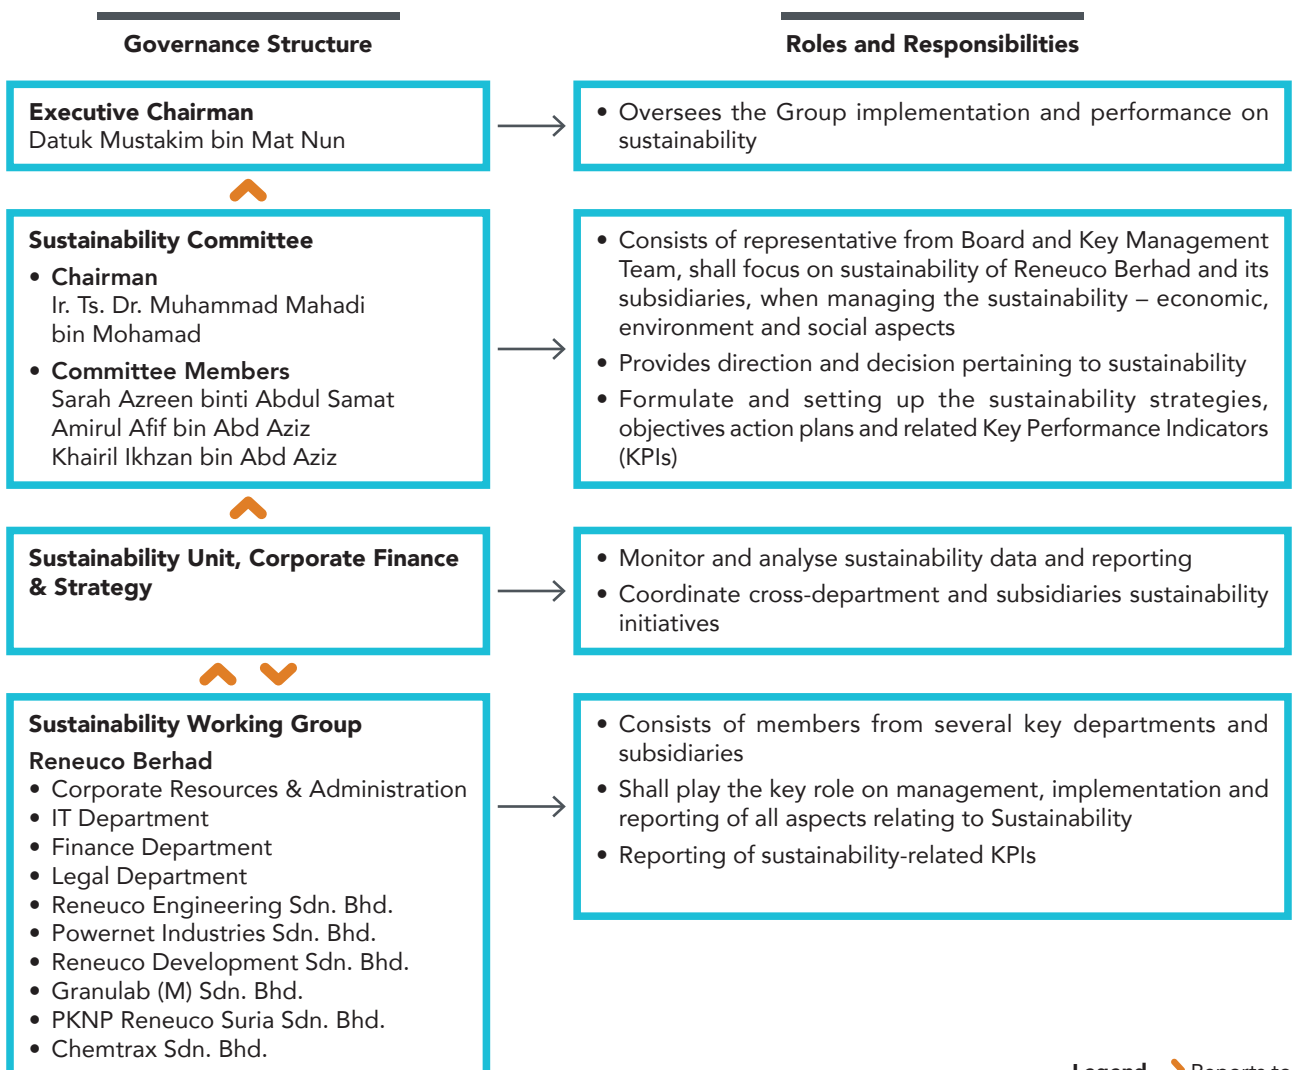 Governance Structure
Roles and Responsibilities
Executive Chairman
Datuk Mustakim bin Mat Nun
• Oversees the Group implementation and performance on
sustainability
Sustainability Committee
• Chairman
Ir. Ts. Dr. Muhammad Mahadi
bin Mohamad
• Committee Members
Sarah Azreen binti Abdul Samat
Amirul Afif bin Abd Aziz
Khairil Ikhzan bin Abd Aziz
• Consists of representative from Board and Key Management
Team, shall focus on sustainability of Reneuco Berhad and its
subsidiaries, when managing the sustainability – economic,
environment and social aspects
• Provides direction and decision pertaining to sustainability
• Formulate and setting up the sustainability strategies,
objectives action plans and related Key Performance Indicators
(KPIs)
Sustainability Unit, Corporate Finance
& Strategy
• Monitor and analyse sustainability data and reporting
• Coordinate cross-department and subsidiaries sustainability
initiatives
Sustainability Working Group
Reneuco Berhad
• Corporate Resources & Administration
• IT Department
• Finance Department
• Legal Department
• Reneuco Engineering Sdn. Bhd.
• Powernet Industries Sdn. Bhd.
• Reneuco Development Sdn. Bhd.
• Granulab (M) Sdn. Bhd.
• PKNP Reneuco Suria Sdn. Bhd.
• Chemtrax Sdn. Bhd.
• Consists of members from several key departments and
subsidiaries
• Shall play the key role on management, implementation and
reporting of all aspects relating to Sustainability
• Reporting of sustainability-related KPIs
Legend Reports to